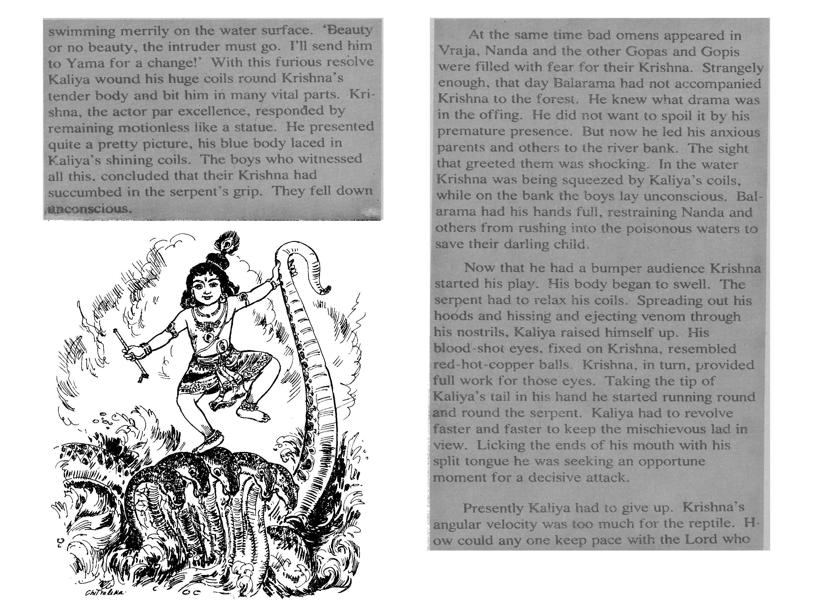 swimming merrily on the water surface. 'Beauty
or no beauty, the intruder must go. I'll send him
to Yama for a change!' With this furious resolve
Kaliya wound his huge coils round Krishna's
tender body and bit him in many vital parts. Kri-
shna, the actor par excellence, responded by
remaining motionless like a statue. He presented
quite a pretty picture, his blue body laced in
Kaliya's shining coils. The boys who witnessed
all this, concluded that their Krishna had
succumbed in the serpent's grip. They fell down
unconscious.
Chitralekha
At the same time bad omens appeared in
Vraja, Nanda and the other Gopas and Gopis
were filled with fear for their Krishna. Strangely
enough, that day Balarama had not accompanied
Krishna to the forest. He knew what drama was
in the offing. He did not want to spoil it by his
premature presence. But now he led his anxious
parents and others to the river bank. The sight
that greeted them was shocking. In the water
Krishna was being squeezed by Kaliya's coils,
while on the bank the boys lay unconscious. Bal-
arama had his hands full, restraining Nanda and
others from rushing into the poisonous waters to
save their darling child.
Now that he had a bumper audience Krishna
started his play. His body began to swell. The
serpent had to relax his coils. Spreading out his
hoods and hissing and ejecting venom through
his nostrils, Kaliya raised himself up. His
blood-shot eyes, fixed on Krishna, resembled
red-hot-copper balls. Krishna, in turn, provided
full work for those eyes. Taking the tip of
Kaliya's tail in his hand he started running round
and round the serpent. Kaliya had to revolve
faster and faster to keep the mischievous lad in
view. Licking the ends of his mouth with his
split tongue he was seeking an opportune
moment for a decisive attack.
Presently Kaliya had to give up. Krishna's
angular velocity was too much for the reptile. H-
ow could any one keep pace with the Lord who